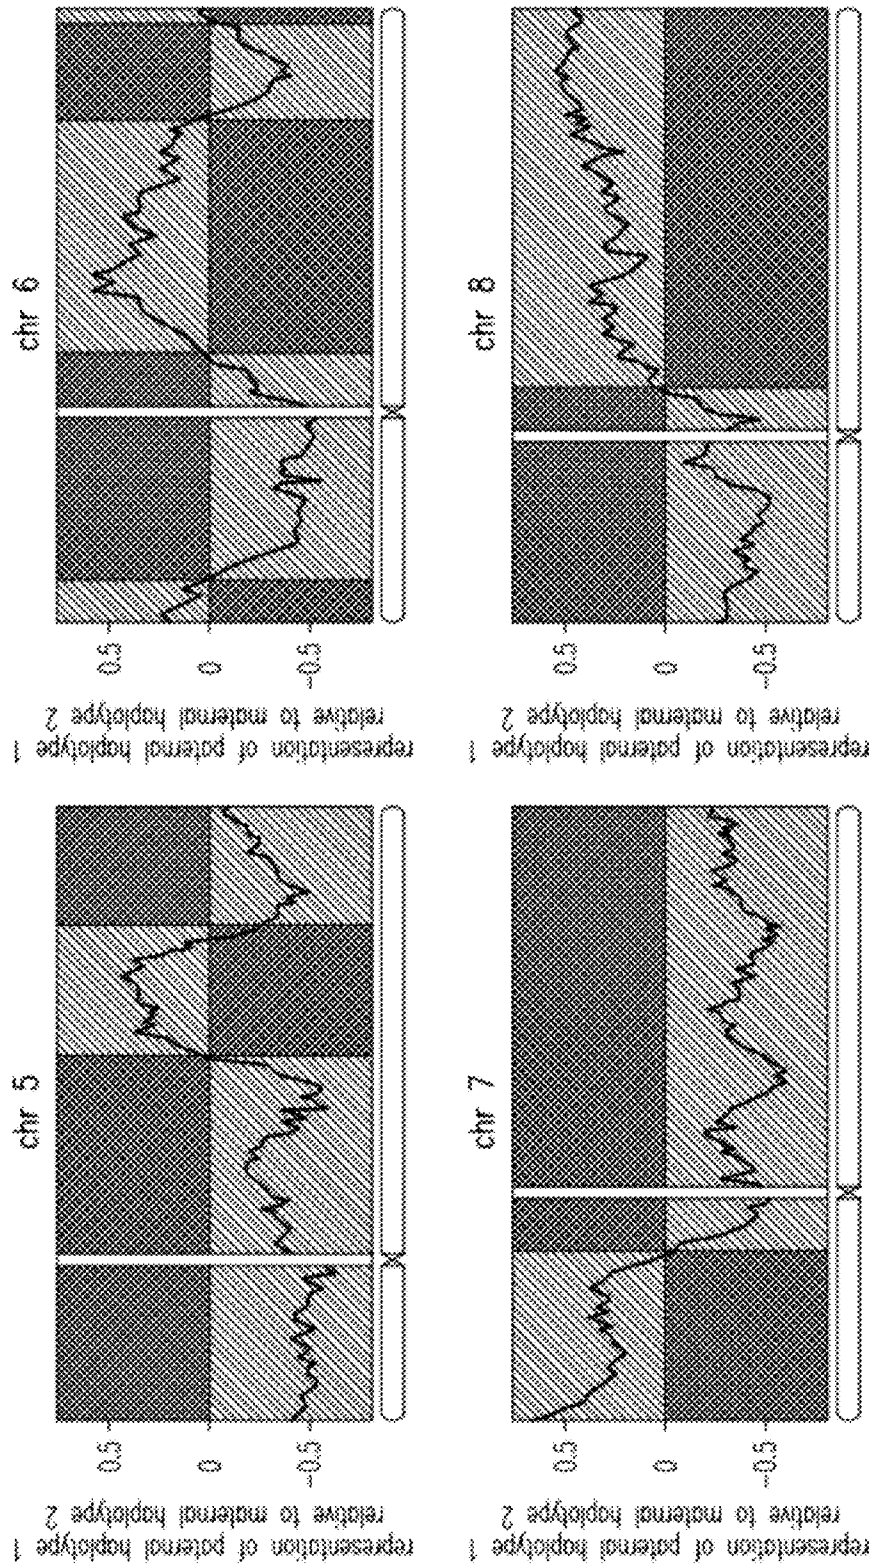 chr 5
representation of paternal haplotype 1
relative to maternal haplotype 2
0.5
0
-0.5
chr 6
representation of paternal haplotype 1
relative to maternal haplotype 2
0.5
0
-0.5
chr 7
representation of paternal haplotype 1
relative to maternal haplotype 2
0.5
0
-0.5
chr 8
representation of paternal haplotype 1
relative to maternal haplotype 2
0.5
0
-0.5